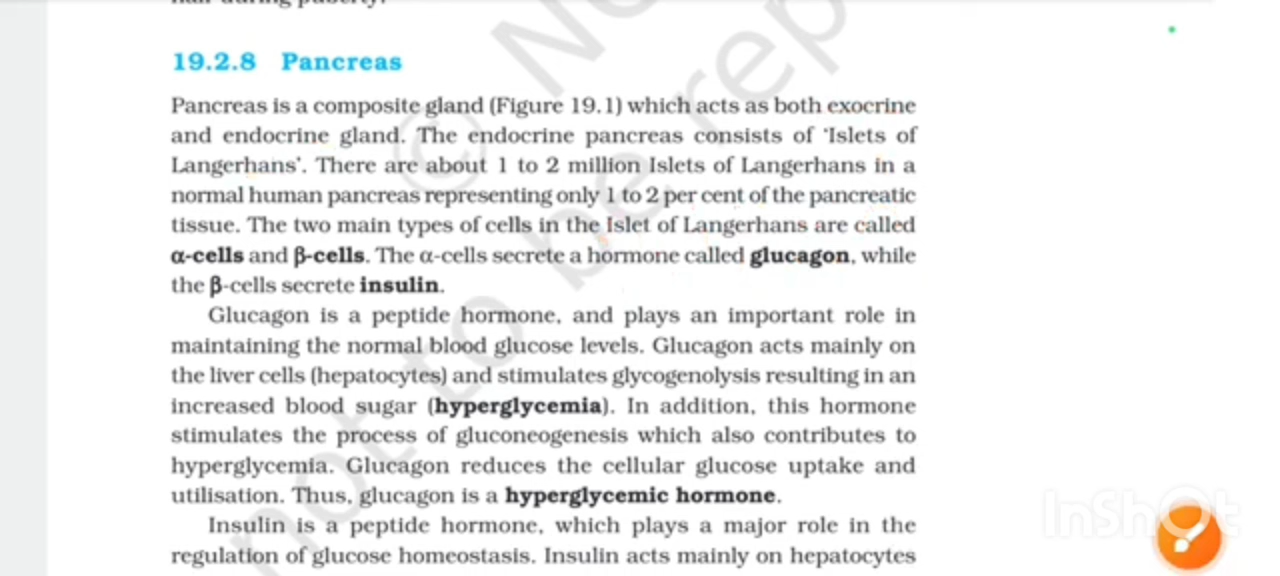 19.2.8 Pancreas
Pancreas is a composite gland (Figure 19.1) which acts as both exocrine
and endocrine gland. The endocrine pancreas consists of ‘Islets of
Langerhans’. There are about 1 to 2 million Islets of Langerhans in a
normal human pancreas representing only 1 to 2 per cent of the pancreatic
tissue. The two main types of cells in the Islet of Langerhans are called
α-cells and β-cells. The α-cells secrete a hormone called glucagon, while
the β-cells secrete insulin.
Glucagon is a peptide hormone, and plays an important role in
maintaining the normal blood glucose levels. Glucagon acts mainly on
the liver cells (hepatocytes) and stimulates glycogenolysis resulting in an
increased blood sugar (hyperglycemia). In addition, this hormone
stimulates the process of gluconeogenesis which also contributes to
hyperglycemia. Glucagon reduces the cellular glucose uptake and
utilisation. Thus, glucagon is a hyperglycemic hormone.
Insulin is a peptide hormone, which plays a major role in the
regulation of glucose homeostasis. Insulin acts mainly on hepatocytes
© No
not to be rep
InShOt